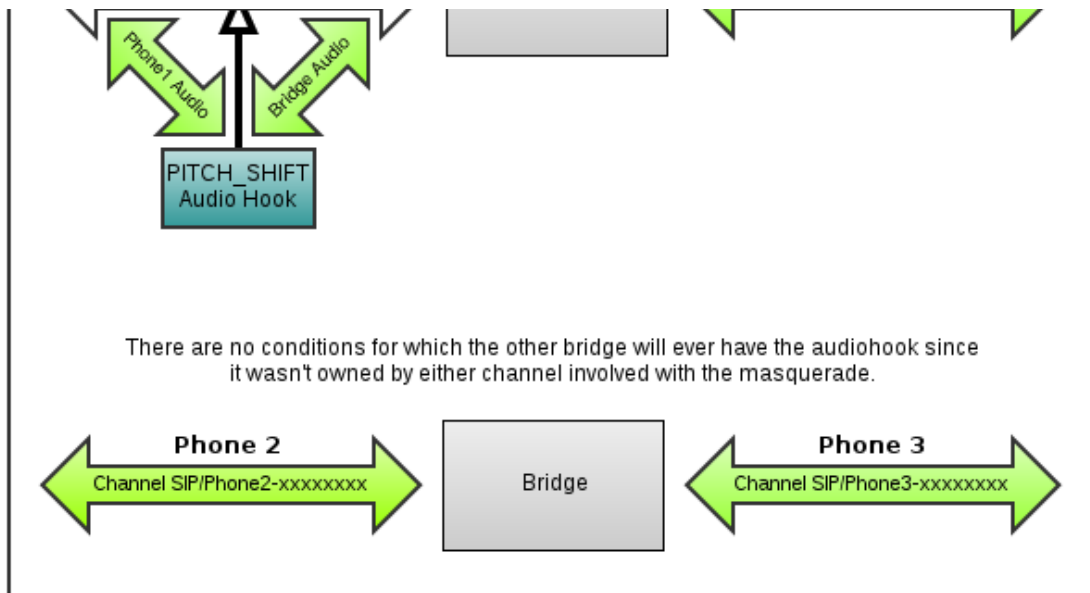 Phone1 Audio
Bridge Audio
PITCH_SHIFT
Audio Hook
There are no conditions for which the other bridge will ever have the audiohook since
it wasn't owned by either channel involved with the masquerade.
Phone 2
Channel SIP/Phone2-xxxxxxxx
Bridge
Phone 3
Channel SIP/Phone3-xxxxxxxx